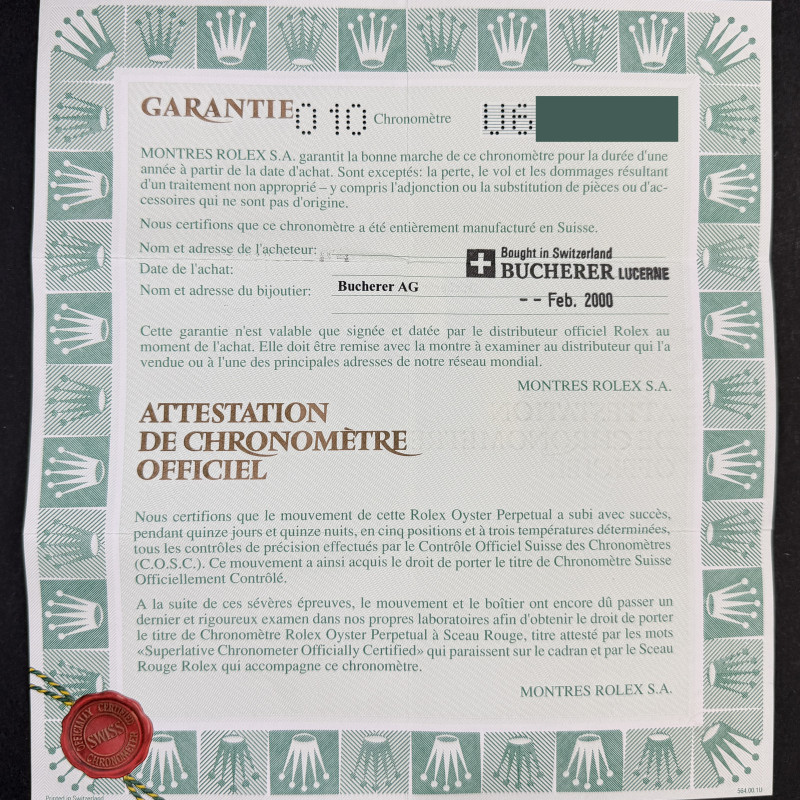 GARANTIE 010 Chronomètre U6
MONTRES ROLEX S.A. garantit la bonne marche de ce chronomètre pour la durée d'une
année à partir de la date d'achat. Sont exceptés: la perte, le vol et les dommages résultant
d'un traitement non approprié – y compris l'adjonction ou la substitution de pièces ou d'ac-
cessoires qui ne sont pas d'origine.
Nous certifions que ce chronomètre a été entièrement manufacturé en Suisse.
Nom et adresse de l'acheteur:
Date de l'achat:
Nom et adresse du bijoutier: Bucherer AG
Bought in Switzerland
BUCHERER LUCERNE
-- Feb. 2000
Cette garantie n'est valable que signée et datée par le distributeur officiel Rolex au
moment de l'achat. Elle doit être remise avec la montre à examiner au distributeur qui l'a
vendue ou à l'une des principales adresses de notre réseau mondial.
MONTRES ROLEX S.A.
ATTESTATION
DE CHRONOMÈTRE
OFFICIEL
Nous certifions que le mouvement de cette Rolex Oyster Perpetual a subi avec succès,
pendant quinze jours et quinze nuits, en cinq positions et à trois températures déterminées,
tous les contrôles de précision effectués par le Contrôle Officiel Suisse des Chronomètres
(C.O.S.C.). Ce mouvement a ainsi acquis le droit de porter le titre de Chronomètre Suisse
Officiellement Contrôlé.
A la suite de ces sévères épreuves, le mouvement et le boîtier ont encore dû passer un
dernier et rigoureux examen dans nos propres laboratoires afin d'obtenir le droit de porter
le titre de Chronomètre Rolex Oyster Perpetual à Sceau Rouge, titre attesté par les mots
«Superlative Chronometer Officially Certified» qui paraissent sur le cadran et par le Sceau
Rouge Rolex qui accompagne ce chronomètre.
MONTRES ROLEX S.A.
OFFICIALLY CERTIFIED
SWISS
CHRONOMETER
Printed in Switzerland
564.00.1U